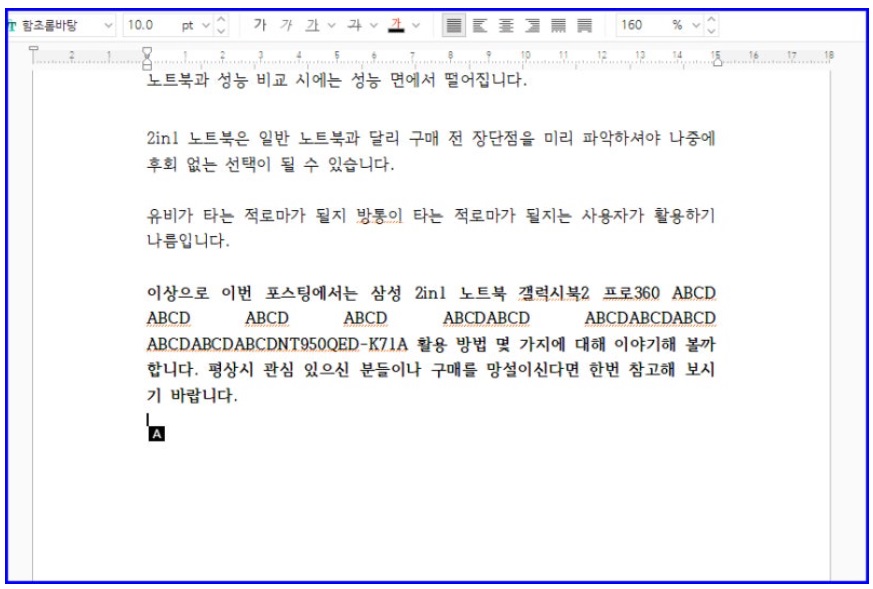 함초롬바탕 10.0 pt 가 가 가 가 가 160 %
2 1 1 2 3 4 5 6 7 8 9 10 11 12 13 14 15 16 17 18
노트북과 성능 비교 시에는 성능 면에서 떨어집니다.
2in1 노트북은 일반 노트북과 달리 구매 전 장단점을 미리 파악하셔야 나중에
후회 없는 선택이 될 수 있습니다.
유비가 타는 적로마가 될지 방통이 타는 적로마가 될지는 사용자가 활용하기
나름입니다.
이상으로 이번 포스팅에서는 삼성 2in1 노트북 갤럭시북2 프로360 ABCD
ABCD ABCD ABCD ABCDABCD ABCDABCDABCD
ABCDABCDABCDNT950QED-K71A 활용 방법 몇 가지에 대해 이야기해 볼까
합니다. 평상시 관심 있으신 분들이나 구매를 망설이신다면 한번 참고해 보시
기 바랍니다.
A